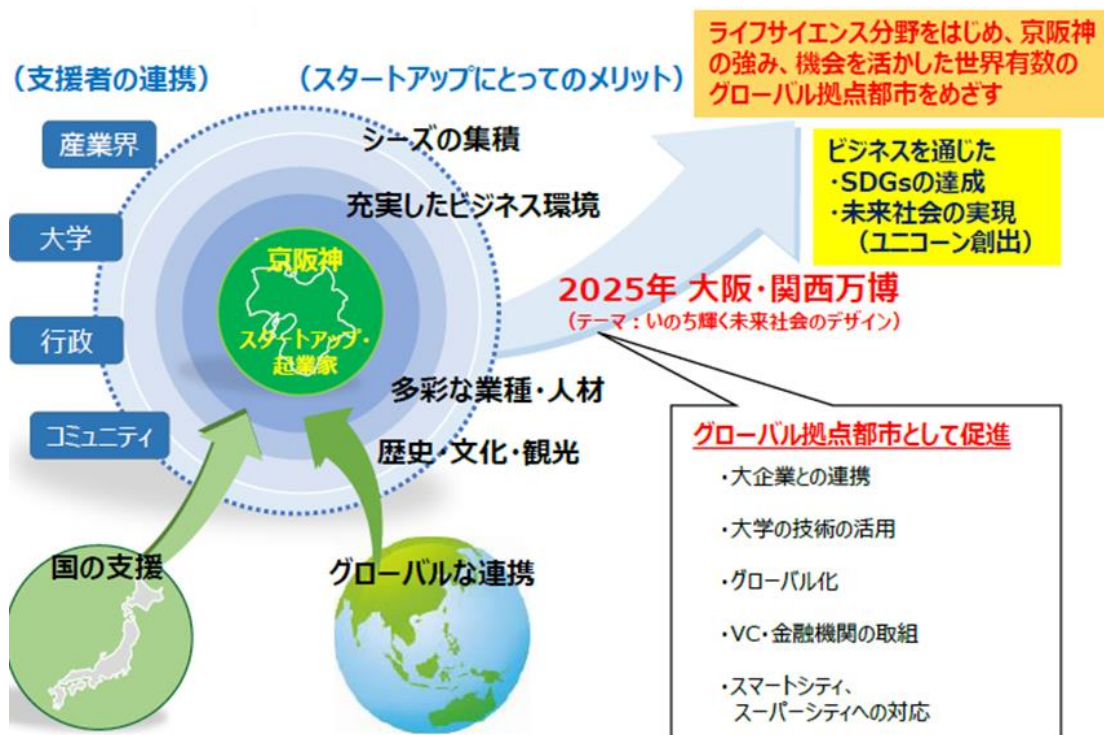 （支援者の連携）
（スタートアップにとってのメリット）
ライフサイエンス分野をはじめ、京阪神
の強み、機会を活かした世界有数の
グローバル拠点都市をめざす
産業界
大学
行政
コミュニティ
シーズの集積
充実したビジネス環境
京阪神
スタートアップ・
起業家
多彩な業種・人材
歴史・文化・観光
ビジネスを通じた
・SDGsの達成
・未来社会の実現
（ユニコーン創出）
2025年 大阪・関西万博
（テーマ：いのち輝く未来社会のデザイン）
国の支援
グローバルな連携
グローバル拠点都市として促進
・大企業との連携
・大学の技術の活用
・グローバル化
・VC・金融機関の取組
・スマートシティ、
スーパーシティへの対応